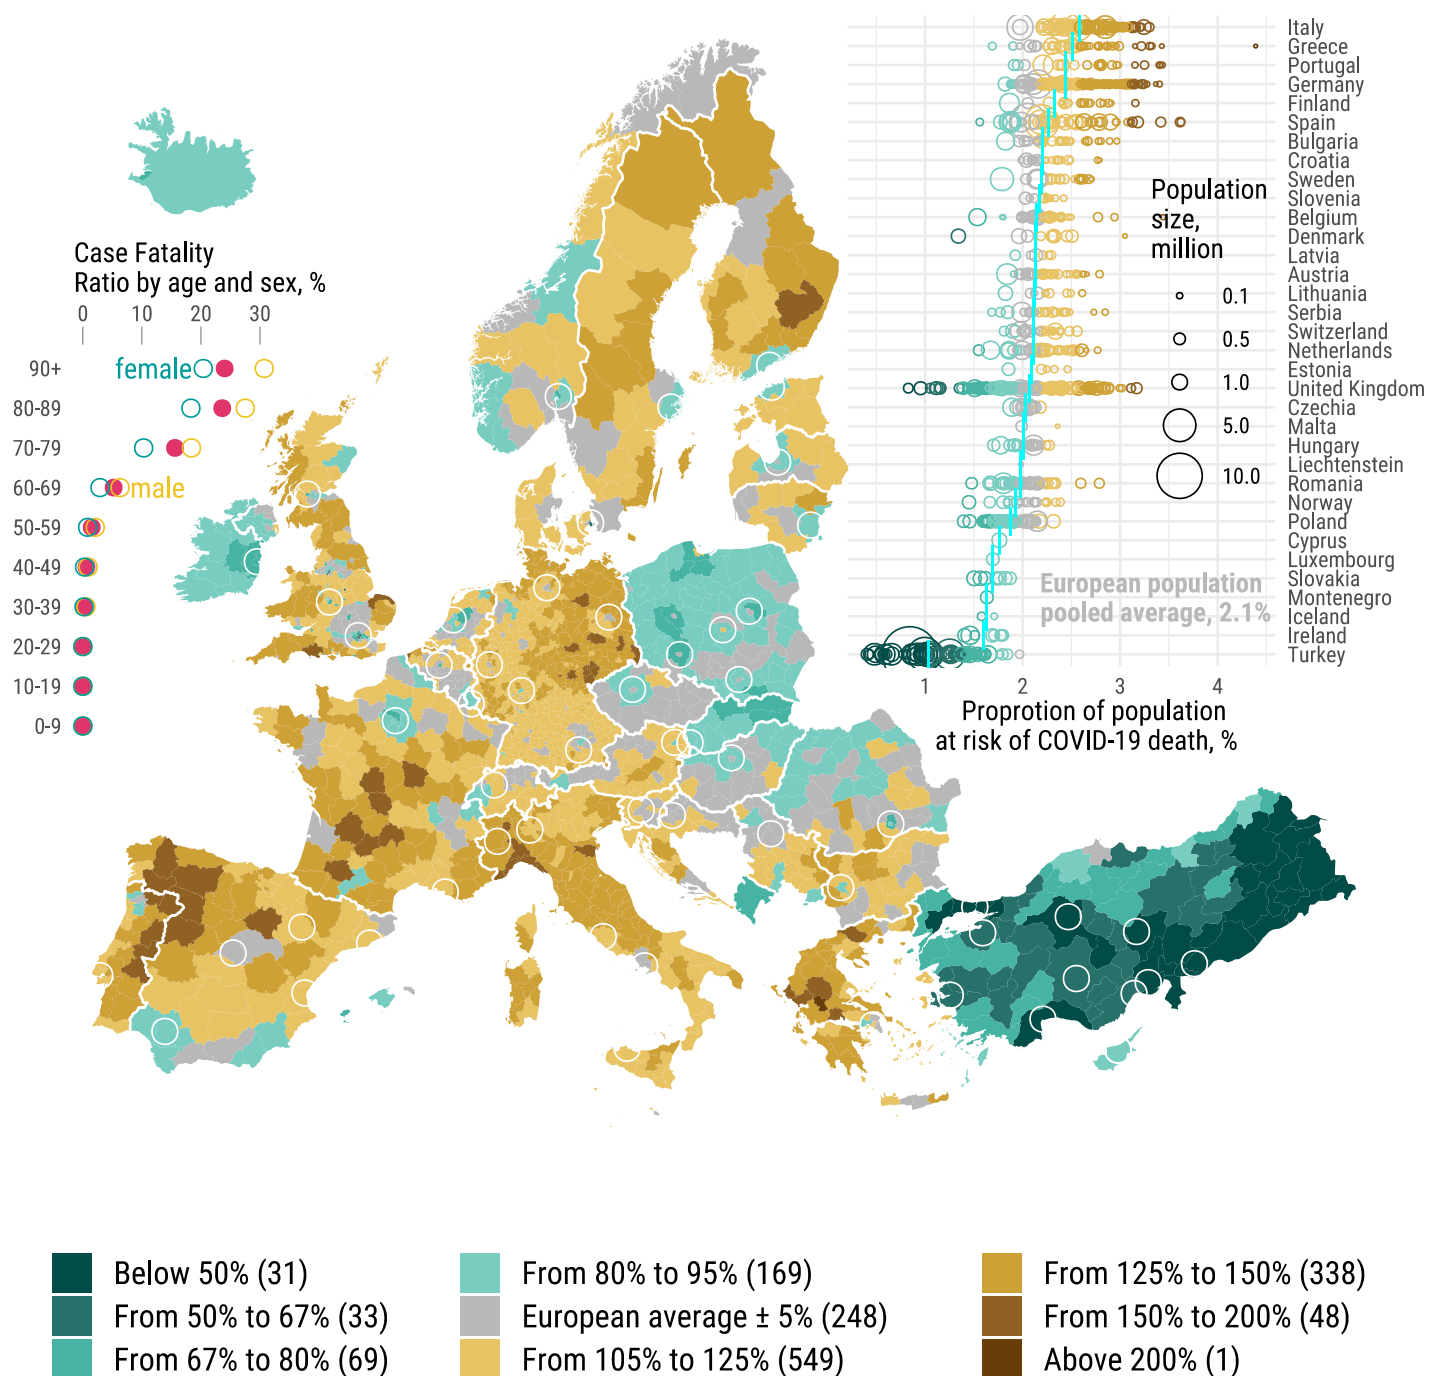 Italy
Greece
Portugal
Germany
Finland
Spain
Bulgaria
Croatia
Sweden
Slovenia
Belgium
Denmark
Latvia
Austria
Lithuania
Serbia
Switzerland
Netherlands
Estonia
United Kingdom
Czechia
Malta
Hungary
Liechtenstein
Romania
Norway
Poland
Cyprus
Luxembourg
Slovakia
Montenegro
Iceland
Ireland
Turkey
Population
size,
million
0.1
0.5
1.0
5.0
10.0
European population
pooled average, 2.1%
1 2 3 4
Proprotion of population
at risk of COVID-19 death, %
Case Fatality
Ratio by age and sex, %
0 10 20 30
90+ female
80-89
70-79
60-69 male
50-59
40-49
30-39
20-29
10-19
0-9
Below 50% (31)
From 50% to 67% (33)
From 67% to 80% (69)
From 80% to 95% (169)
European average ± 5% (248)
From 105% to 125% (549)
From 125% to 150% (338)
From 150% to 200% (48)
Above 200% (1)